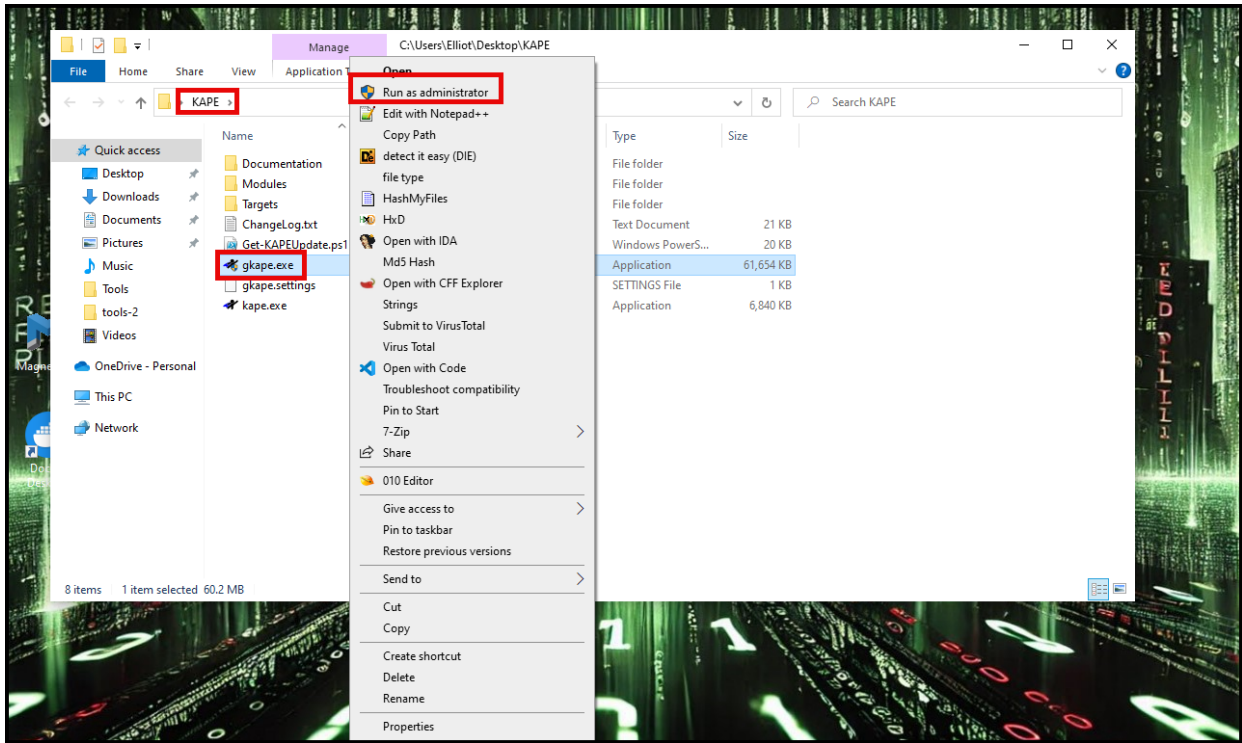 Manage
C:\Users\Elliot\Desktop\KAPE
File
Home
Share
View
Application T
KAPE
Search KAPE
Quick access
Desktop
Downloads
Documents
Pictures
Music
Tools
tools-2
Videos
OneDrive - Personal
This PC
Network
Name
Type
Size
Documentation
File folder
Modules
File folder
Targets
File folder
ChangeLog.txt
Text Document
21 KB
Get-KAPEUpdate.ps1
Windows PowerS...
20 KB
gkape.exe
Application
61,654 KB
gkape.settings
SETTINGS File
1 KB
kape.exe
Application
6,840 KB
Open
Run as administrator
Edit with Notepad++
Copy Path
detect it easy (DIE)
file type
HashMyFiles
HxD
Open with IDA
Md5 Hash
Open with CFF Explorer
Strings
Submit to VirusTotal
Virus Total
Open with Code
Troubleshoot compatibility
Pin to Start
7-Zip
Share
010 Editor
Give access to
Pin to taskbar
Restore previous versions
Send to
Cut
Copy
Create shortcut
Delete
Rename
Properties
8 items
1 item selected 60.2 MB
Magne